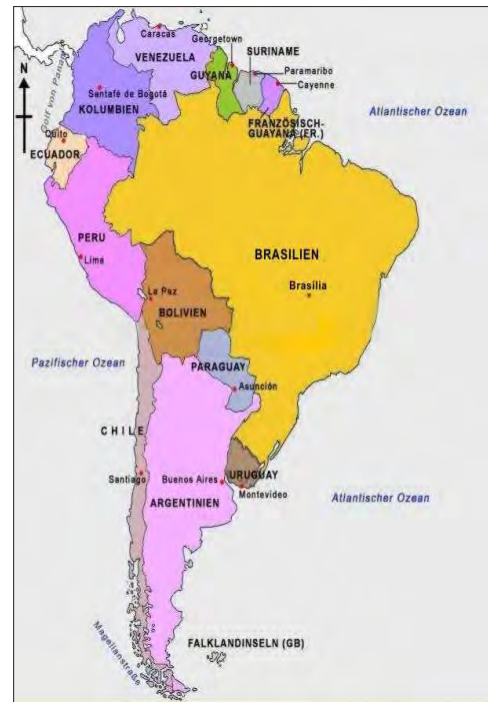 Caracas
Georgetown
VENEZUELA
SURINAME
GUYANA
Paramaribo
Cayenne
N
Golf von Panama
Santafé de Bogotá
KOLUMBIEN
Atlantischer Ozean
FRANZÖSISCH-
GUAYANA (FR.)
Quito
ECUADOR
PERU
Lima
BRASILIEN
Brasília
La Paz
BOLIVIEN
Pazifischer Ozean
PARAGUAY
Asunción
CHILE
Santiago
Buenos Aires
URUGUAY
Montevideo
ARGENTINIEN
Atlantischer Ozean
Magellanstraße
FALKLANDINSELN (GB)